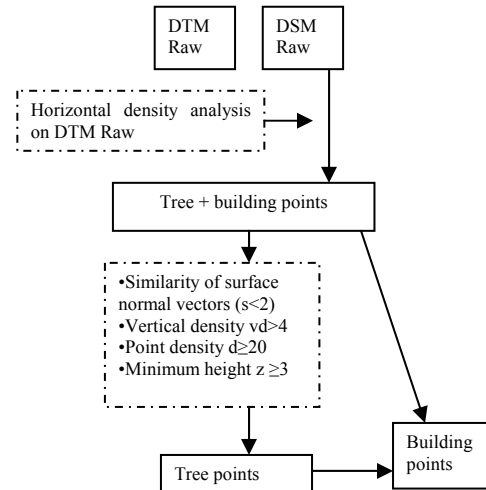 DTM
Raw
DSM
Raw
Horizontal density analysis
on DTM Raw
Tree + building points
•Similarity of surface
normal vectors (s<2)
•Vertical density vd>4
•Point density d≥20
•Minimum height z ≥3
Building
points
Tree points